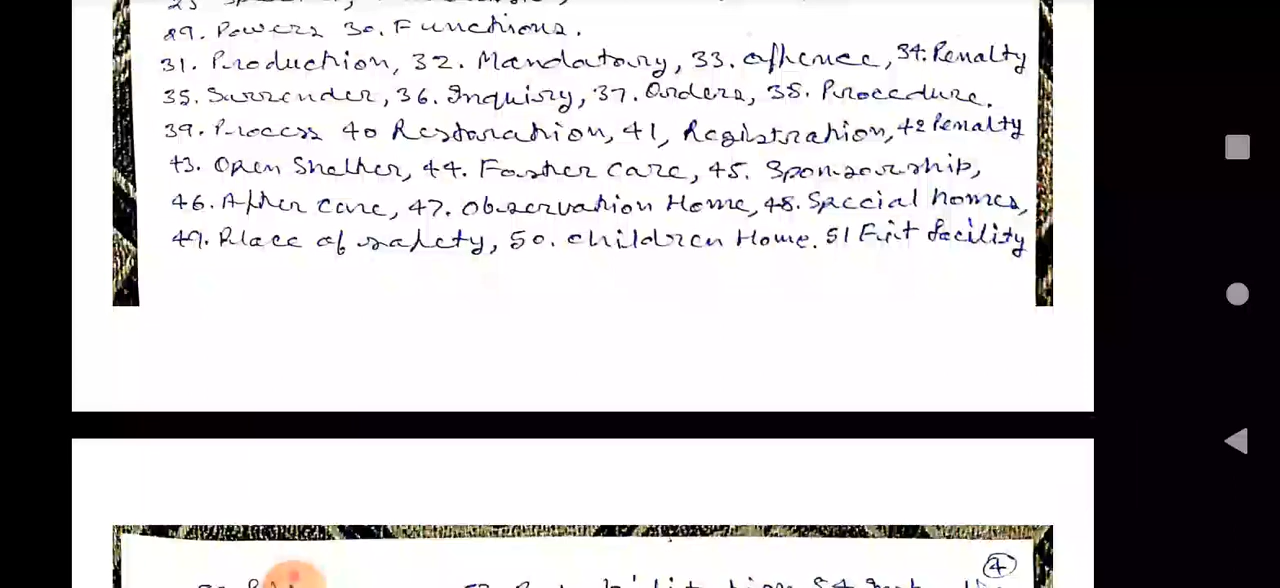 29. Powers 30. Functions.
31. Production, 32. Mandatory, 33. offence, 34. Penalty
35. Surrender, 36. Inquiry, 37. Orders, 38. Procedure.
39. Process 40 Restoration, 41, Registration, 42 Penalty
43. Open Shelter, 44. Foster care, 45. Sponsorship,
46. After care, 47. Observation Home, 48. Special homes,
49. Place of safety, 50. children Home. 51 Fit facility
4